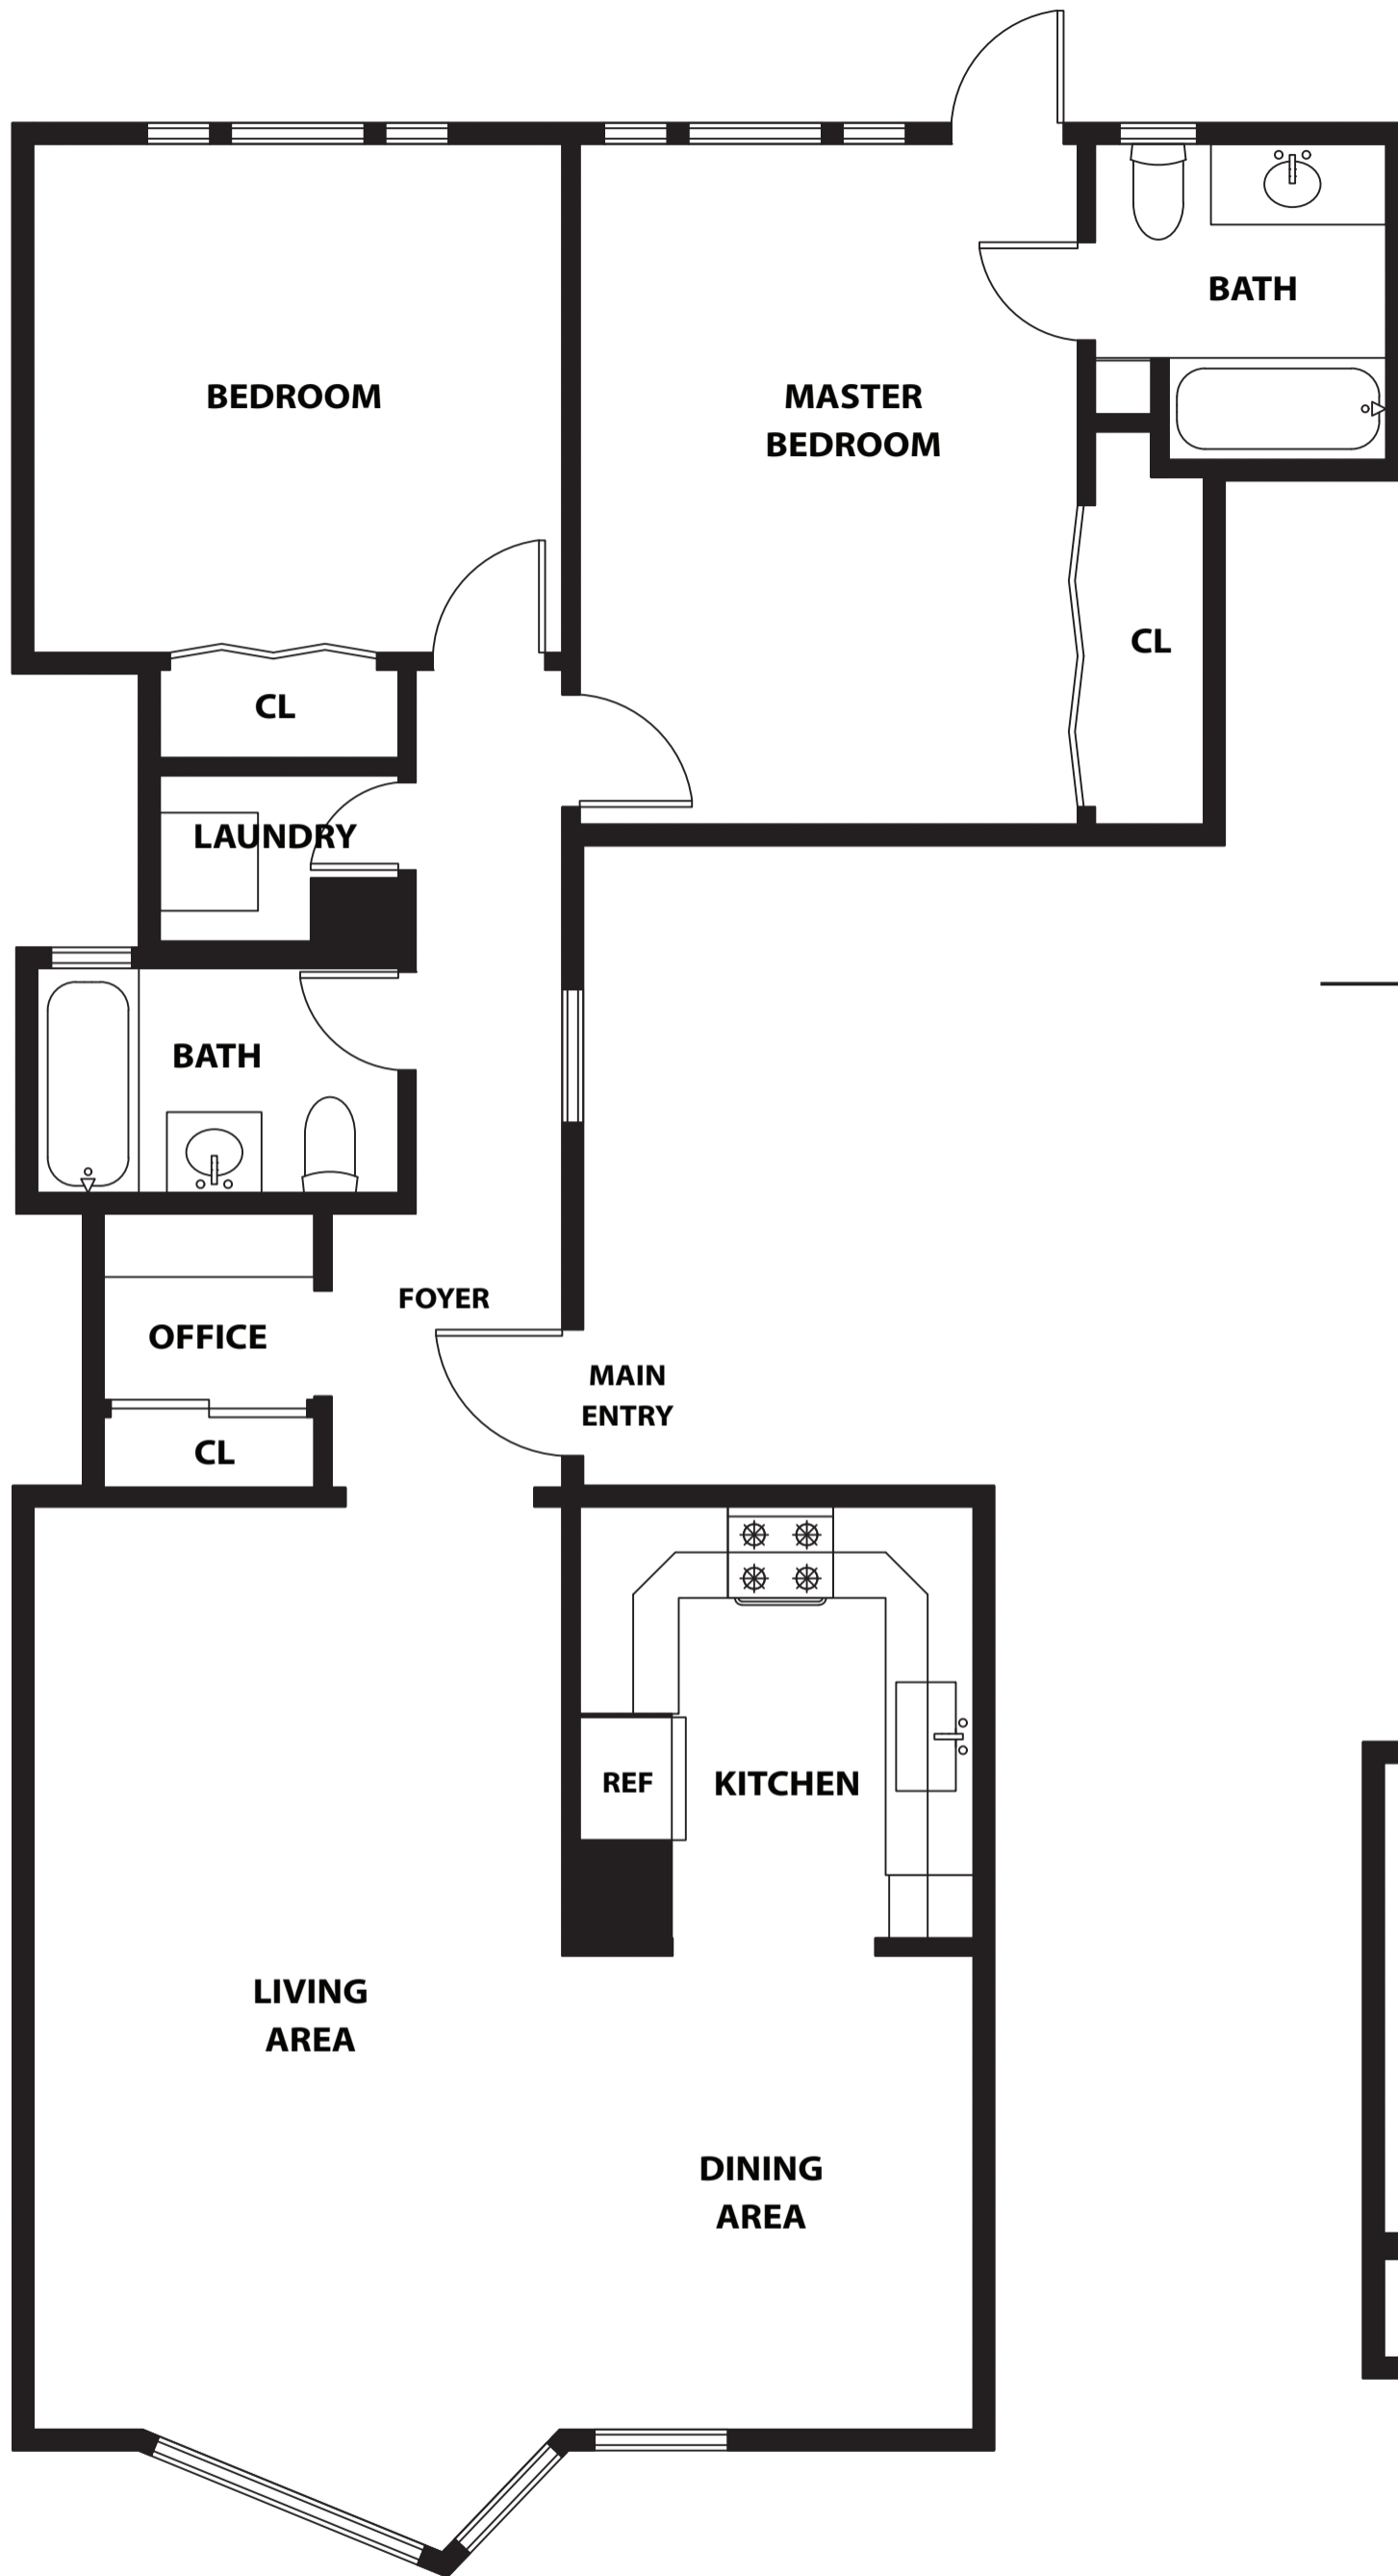 BATH
BEDROOM
MASTER
BEDROOM
CL
CL
LAUNDRY
BATH
FOYER
OFFICE
MAIN
ENTRY
CL
REF
KITCHEN
LIVING
AREA
DINING
AREA